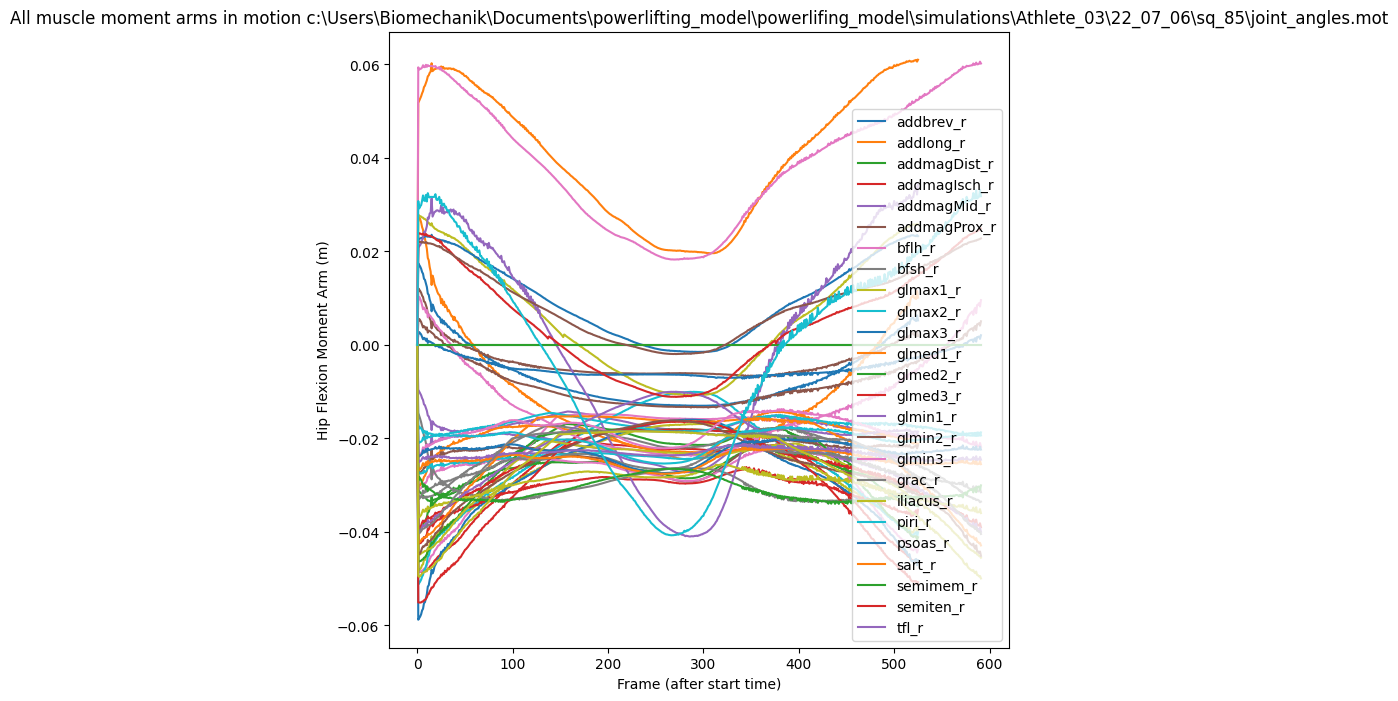 All muscle moment arms in motion c:\Users\Biomechanik\Documents\powerlifting_model\powerlifing_model\simulations\Athlete_03\22_07_06\sq_85\joint_angles.mot
0.06
0.04
0.02
0.00
−0.02
−0.04
−0.06
Hip Flexion Moment Arm (m)
addbrev_r
addlong_r
addmagDist_r
addmagIsch_r
addmagMid_r
addmagProx_r
bflh_r
bfsh_r
glmax1_r
glmax2_r
glmax3_r
glmed1_r
glmed2_r
glmed3_r
glmin1_r
glmin2_r
glmin3_r
grac_r
iliacus_r
piri_r
psoas_r
sart_r
semimem_r
semiten_r
tfl_r
0 100 200 300 400 500 600
Frame (after start time)